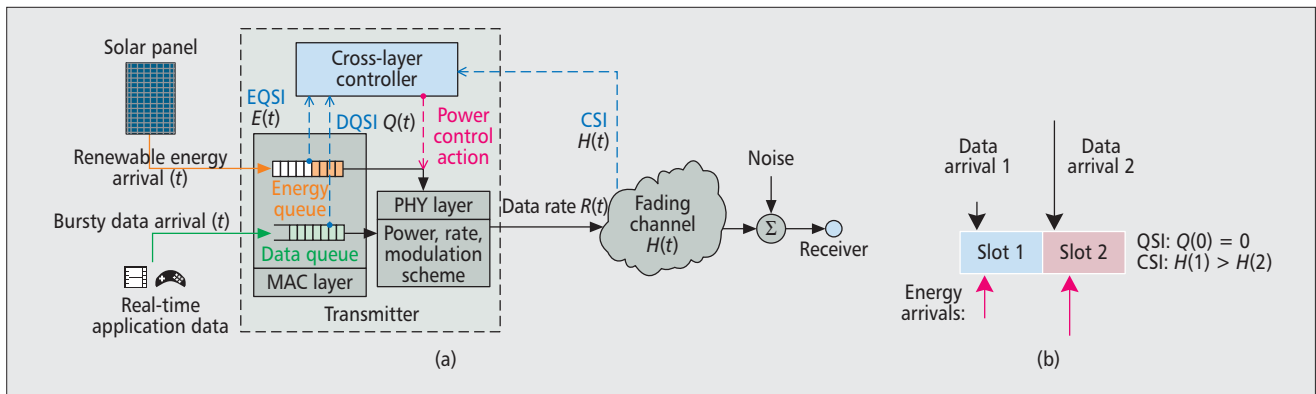 Solar panel
Cross-layer
controller
EQSI
E(t)
DQSI Q(t)
Power
control
action
CSI
H(t)
Renewable energy
arrival (t)
Energy
queue
Bursty data arrival (t)
Data queue
MAC layer
PHY layer
Power, rate,
modulation
scheme
Data rate R(t)
Fading
channel
H(t)
Noise
Σ
Receiver
Real-time
application data
Transmitter
(a)
Data
arrival 1
Data
arrival 2
Slot 1
Slot 2
QSI: Q(0) = 0
CSI: H(1) > H(2)
Energy
arrivals:
(b)